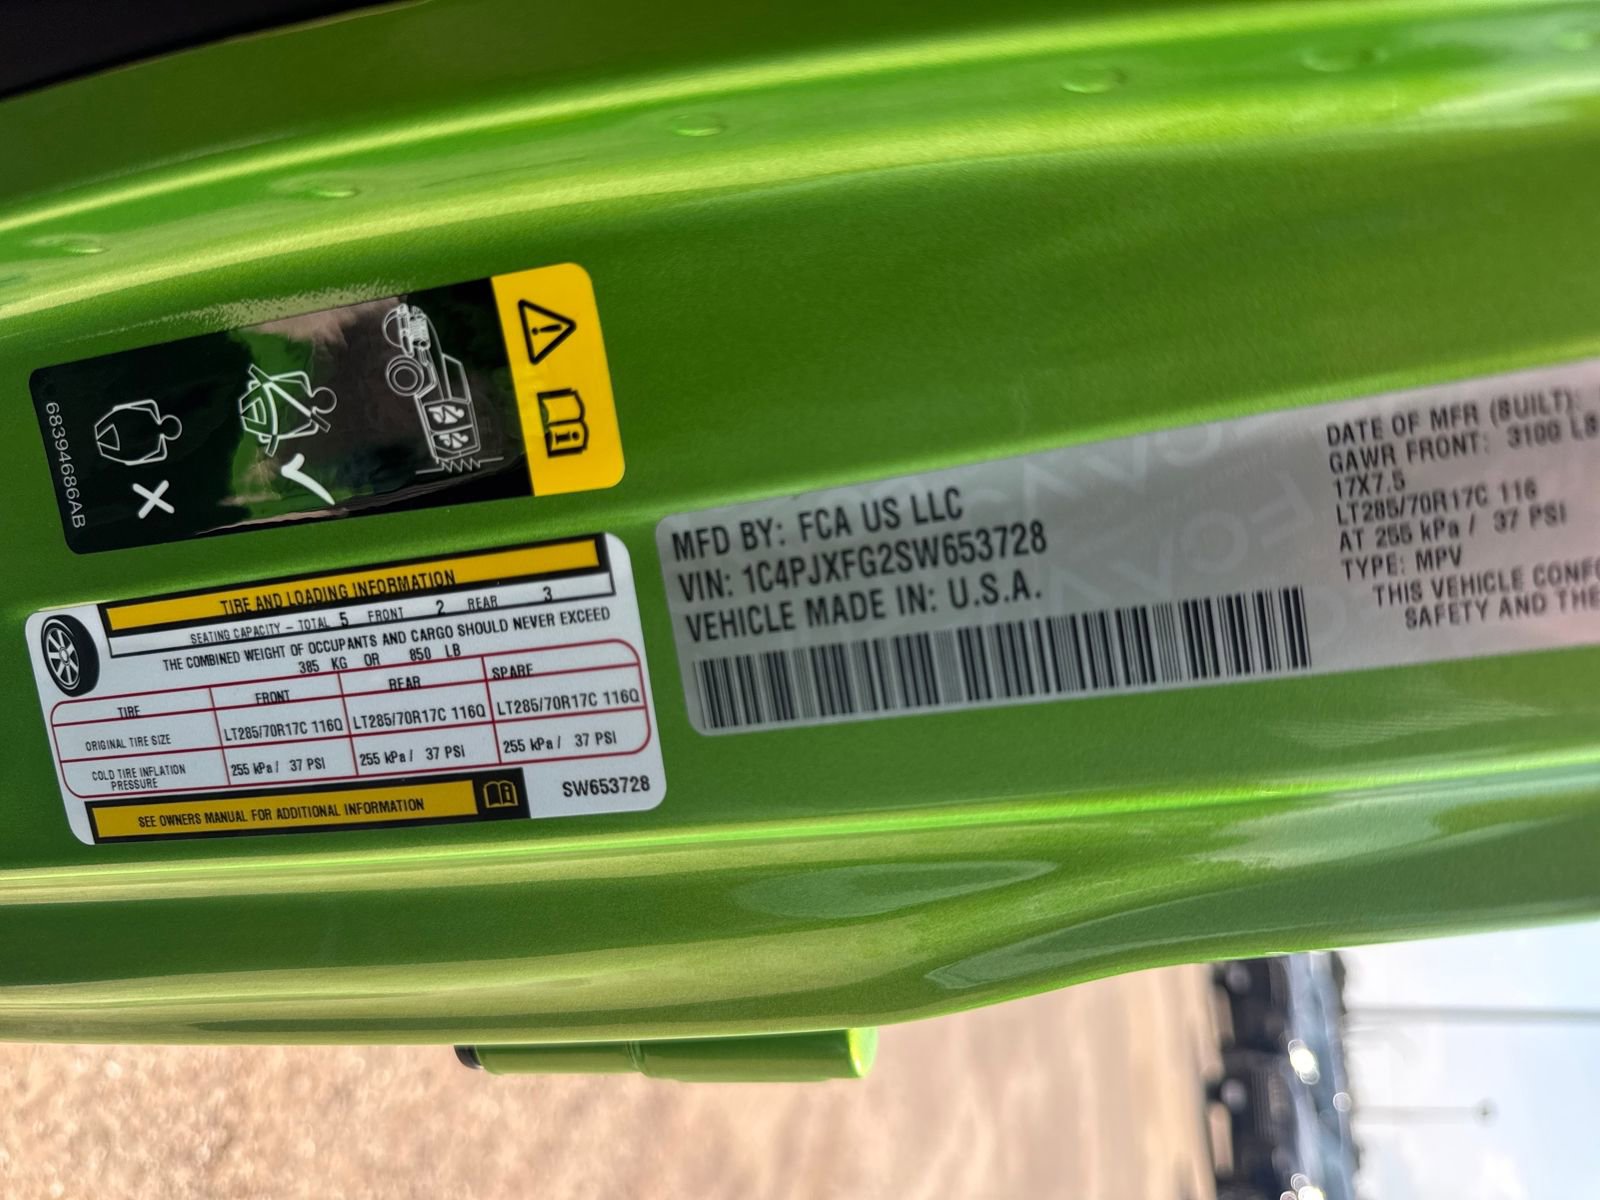 68394686AB
TIRE AND LOADING INFORMATION
SEATING CAPACITY – TOTAL 5 FRONT 2 REAR 3
THE COMBINED WEIGHT OF OCCUPANTS AND CARGO SHOULD NEVER EXCEED
385 KG OR 850 LB
TIRE FRONT REAR SPARE
ORIGINAL TIRE SIZE LT285/70R17C 116Q LT285/70R17C 116Q LT285/70R17C 116Q
COLD TIRE INFLATION PRESSURE 255 kPa / 37 PSI 255 kPa / 37 PSI 255 kPa / 37 PSI
SEE OWNERS MANUAL FOR ADDITIONAL INFORMATION
SW653728
MFD BY: FCA US LLC
VIN: 1C4PJXFG2SW653728
VEHICLE MADE IN: U.S.A.
DATE OF MFR (BUILT):
GAWR FRONT: 3100 LB
17X7.5
LT285/70R17C 116
AT 255 kPa / 37 PSI
TYPE: MPV
THIS VEHICLE CONFO
SAFETY AND THE